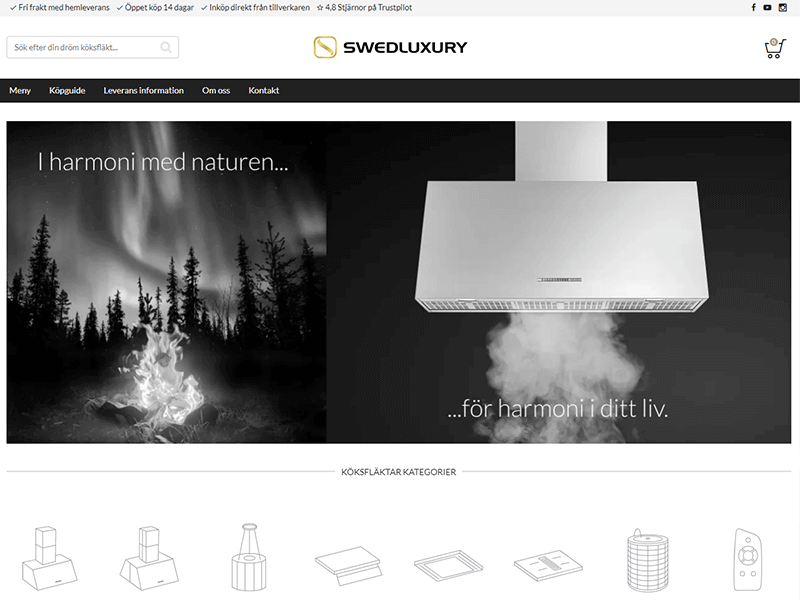 Fri frakt med hemleverans Öppet köp 14 dagar Inköp direkt från tillverkaren 4,8 Stjärnor på Trustpilot
Sök efter din dröm köksfläkt...
SWEDLUXURY
0
Meny Köpguide Leverans information Om oss Kontakt
I harmoni med naturen...
...för harmoni i ditt liv.
KÖKSFLÄKTAR KATEGORIER